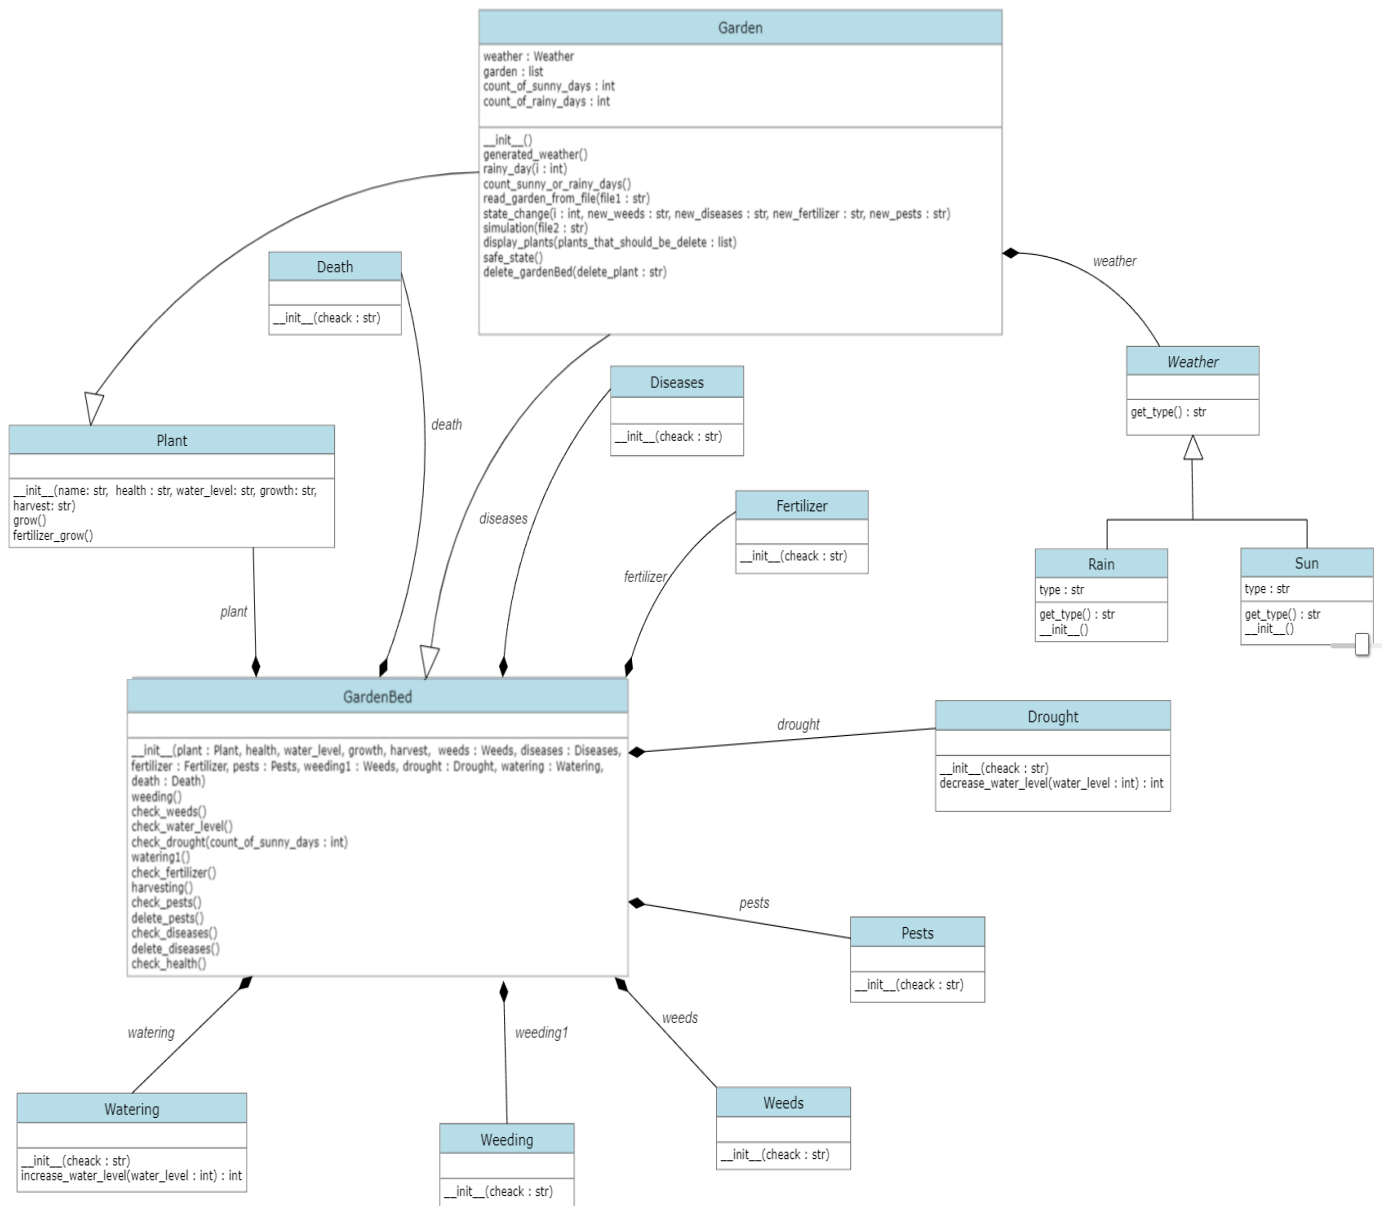 Garden
weather : Weather
garden : list
count_of_sunny_days : int
count_of_rainy_days : int
__init__()
generated_weather()
rainy_day(i : int)
count_sunny_or_rainy_days()
read_garden_from_file(file1 : str)
state_change(i : int, new_weeds : str, new_diseases : str, new_fertilizer : str, new_pests : str)
simulation(file2 : str)
display_plants(plants_that_should_be_delete : list)
safe_state()
delete_gardenBed(delete_plant : str)
weather
Death
__init__(cheack : str)
death
Weather
get_type() : str
Diseases
__init__(cheack : str)
diseases
Plant
__init__(name: str,  health : str, water_level: str, growth: str,
harvest: str)
grow()
fertilizer_grow()
plant
Fertilizer
__init__(cheack : str)
fertilizer
Rain
type : str
get_type() : str
__init__()
Sun
type : str
get_type() : str
__init__()
GardenBed
__init__(plant : Plant, health, water_level, growth, harvest,  weeds : Weeds, diseases : Diseases,
fertilizer : Fertilizer, pests : Pests, weeding1 : Weeds, drought : Drought, watering : Watering,
death : Death)
weeding()
check_weeds()
check_water_level()
check_drought(count_of_sunny_days : int)
watering1()
check_fertilizer()
harvesting()
check_pests()
delete_pests()
check_diseases()
delete_diseases()
check_health()
drought
Drought
__init__(cheack : str)
decrease_water_level(water_level : int) : int
pests
Pests
__init__(cheack : str)
watering
weeding1
weeds
Watering
__init__(cheack : str)
increase_water_level(water_level : int) : int
Weeding
__init__(cheack : str)
Weeds
__init__(cheack : str)